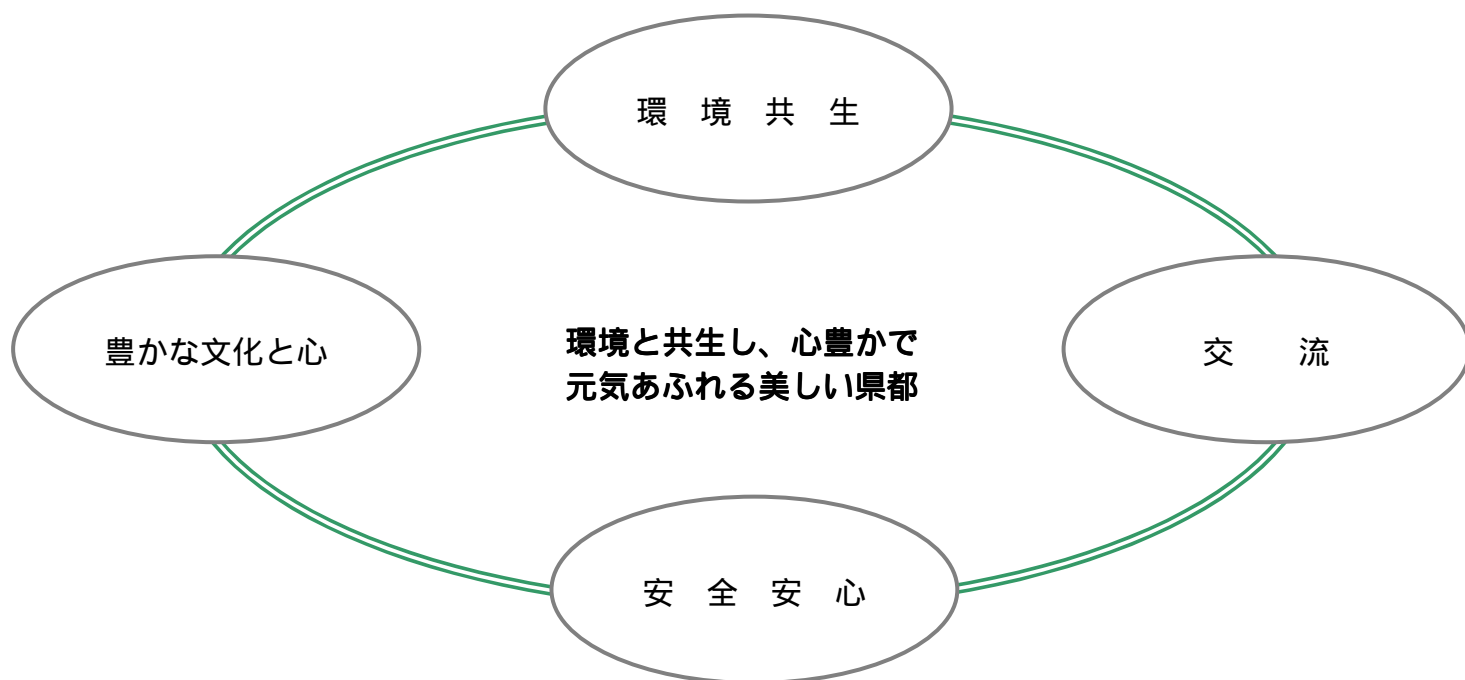 環　境　共　生
豊かな文化と心
環境と共生し、心豊かで
元気あふれる美しい県都
交　　流
安　全　安　心